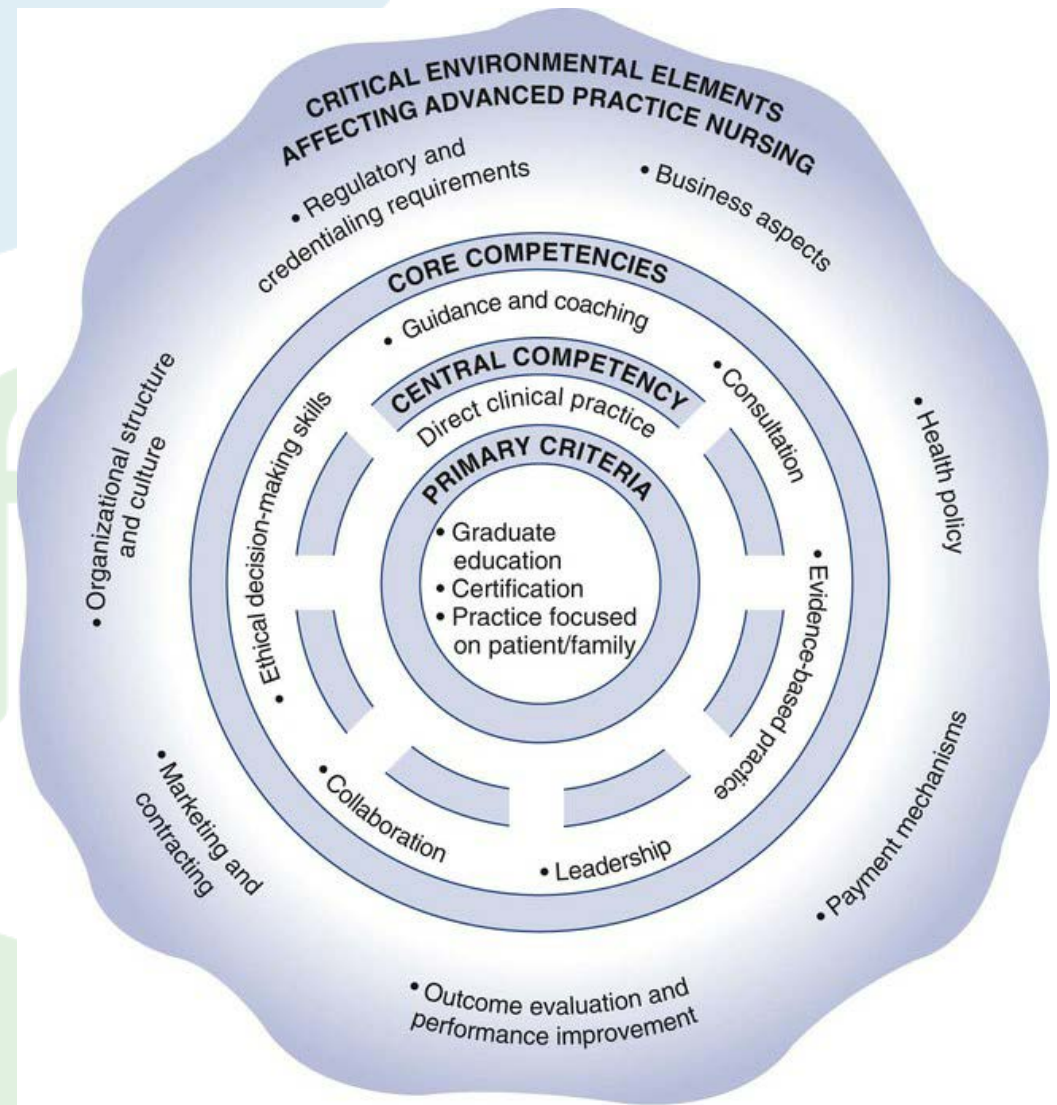 CRITICAL ENVIRONMENTAL ELEMENTS
AFFECTING ADVANCED PRACTICE NURSING
• Regulatory and
credentialing requirements
• Business aspects
• Health policy
• Payment mechanisms
• Outcome evaluation and
performance improvement
• Marketing and
contracting
• Organizational structure
and culture
CORE COMPETENCIES
• Guidance and coaching
• Consultation
• Evidence-based practice
• Leadership
• Collaboration
• Ethical decision-making skills
CENTRAL COMPETENCY
Direct clinical practice
PRIMARY CRITERIA
• Graduate
education
• Certification
• Practice focused
on patient/family